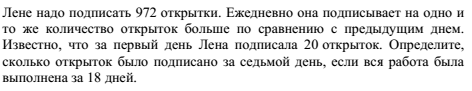 Лене надо подписать 972 открытки. Ежедневно она подписывает на одно и
то же количество открыток больше по сравнению с предыдущим днем.
Известно, что за первый день Лена подписала 20 открыток. Определите,
сколько открыток было подписано за седьмой день, если вся работа была
выполнена за 18 дней.